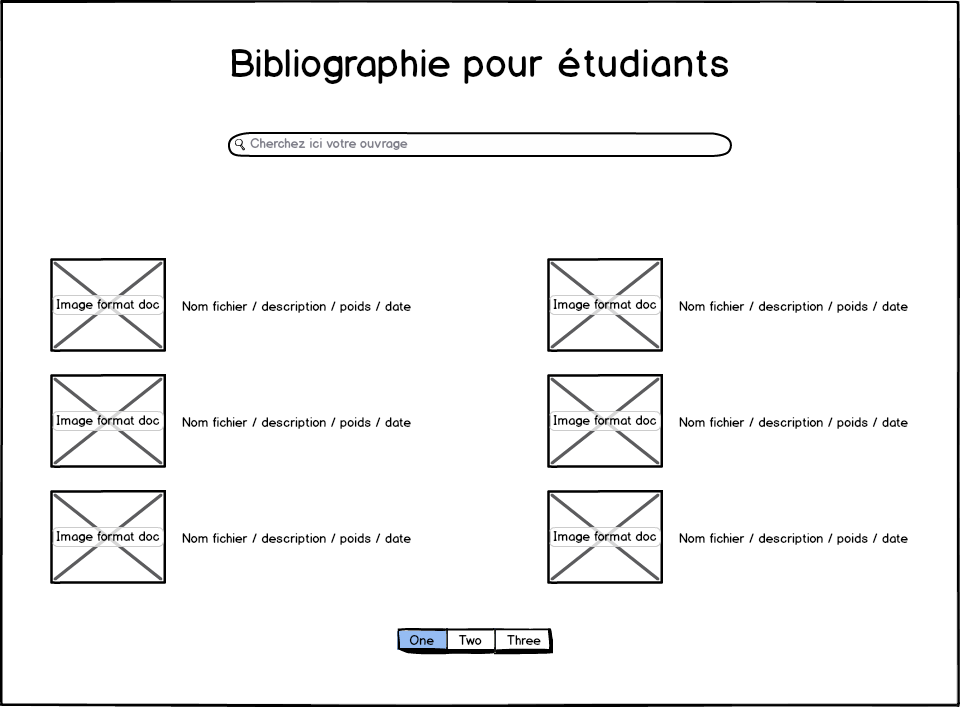 Bibliographie pour étudiants
Cherchez ici votre ouvrage
Image format doc
Nom fichier / description / poids / date
Image format doc
Nom fichier / description / poids / date
Image format doc
Nom fichier / description / poids / date
Image format doc
Nom fichier / description / poids / date
Image format doc
Nom fichier / description / poids / date
Image format doc
Nom fichier / description / poids / date
One Two Three